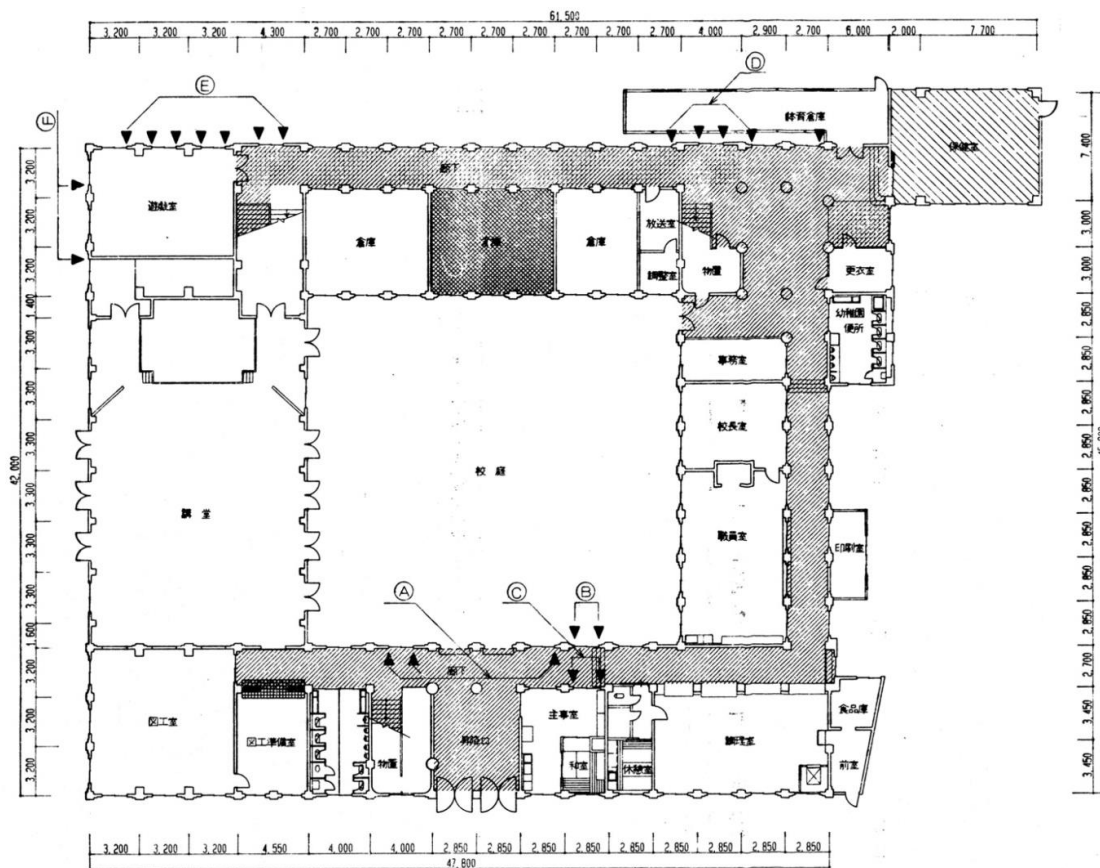 61,500
3,200 3,200 3,200 4,300 2,700 2,700 2,700 2,700 2,700 2,700 2,700 4,000 2,900 2,700 6,000 2,000 7,700
Ⓔ
Ⓓ
Ⓕ
体育倉庫
保健室
廊下
遊戯室
倉庫
倉庫
倉庫
放送室
調整室
物置
更衣室
幼稚園
便所
事務室
校長室
校庭
講堂
職員室
印刷室
Ⓐ
Ⓒ
Ⓑ
廊下
図工室
図工準備室
物置
昇降口
主事室
和室
休憩室
調理室
食品庫
前室
3,200
3,200
3,200
1,400
3,300
3,300
3,300
3,300
3,300
3,300
1,600
3,200
3,200
3,200
42,000
7,400
3,000
3,000
2,850
2,850
2,850
2,850
2,850
2,850
2,850
2,700
3,450
3,450
3,200 3,200 3,200 4,550 4,000 4,000 2,850 2,850 2,850 2,850 2,850 2,850 2,850 2,850 2,850
47,800